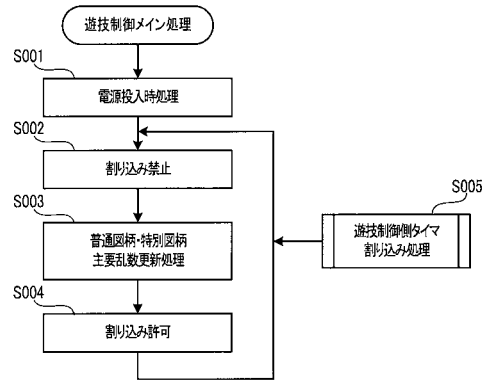 遊技制御メイン処理
S001
電源投入時処理
S002
割り込み禁止
S003
普通図柄・特別図柄
主要乱数更新処理
S004
割り込み許可
S005
遊技制御側タイマ
割り込み処理